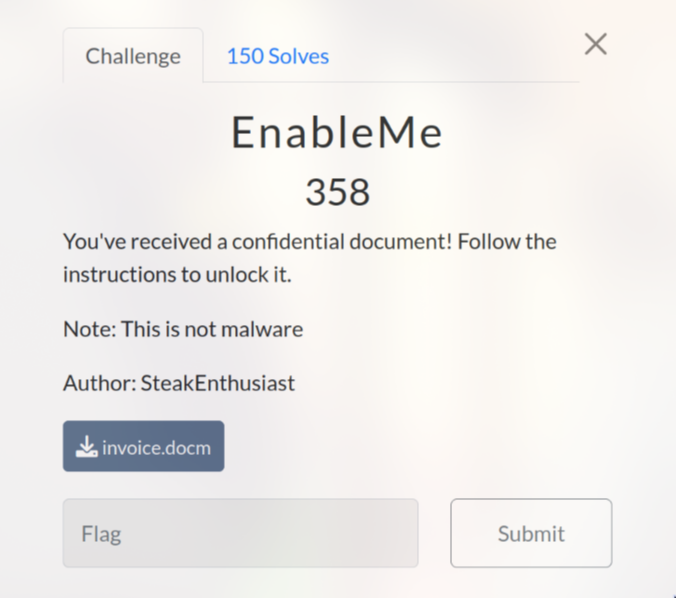 Challenge
150 Solves
EnableMe
358
You've received a confidential document! Follow the
instructions to unlock it.
Note: This is not malware
Author: SteakEnthusiast
invoice.docm
Flag
Submit